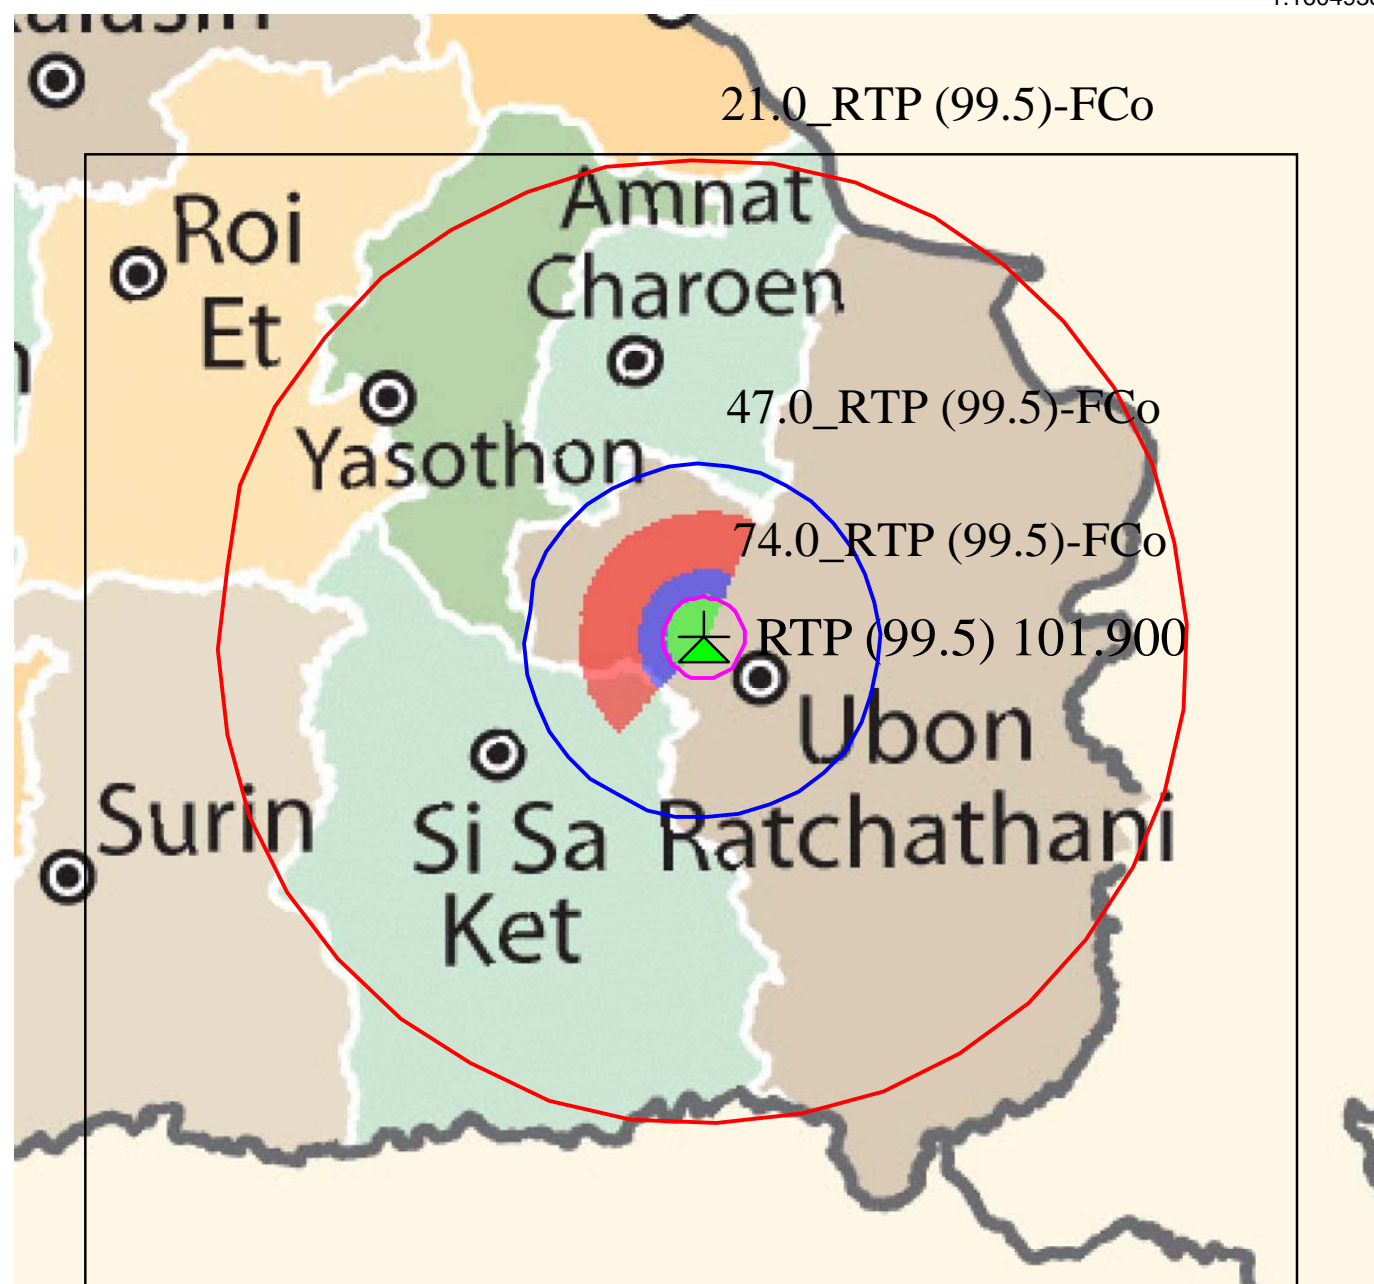 21.0_RTP (99.5)-FCo
Amnat
Charoen
Roi
Et
47.0_RTP (99.5)-FCo
Yasothon
74.0_RTP (99.5)-FCo
RTP (99.5) 101.900
Ubon
Ratchathani
Surin
Si Sa
Ket